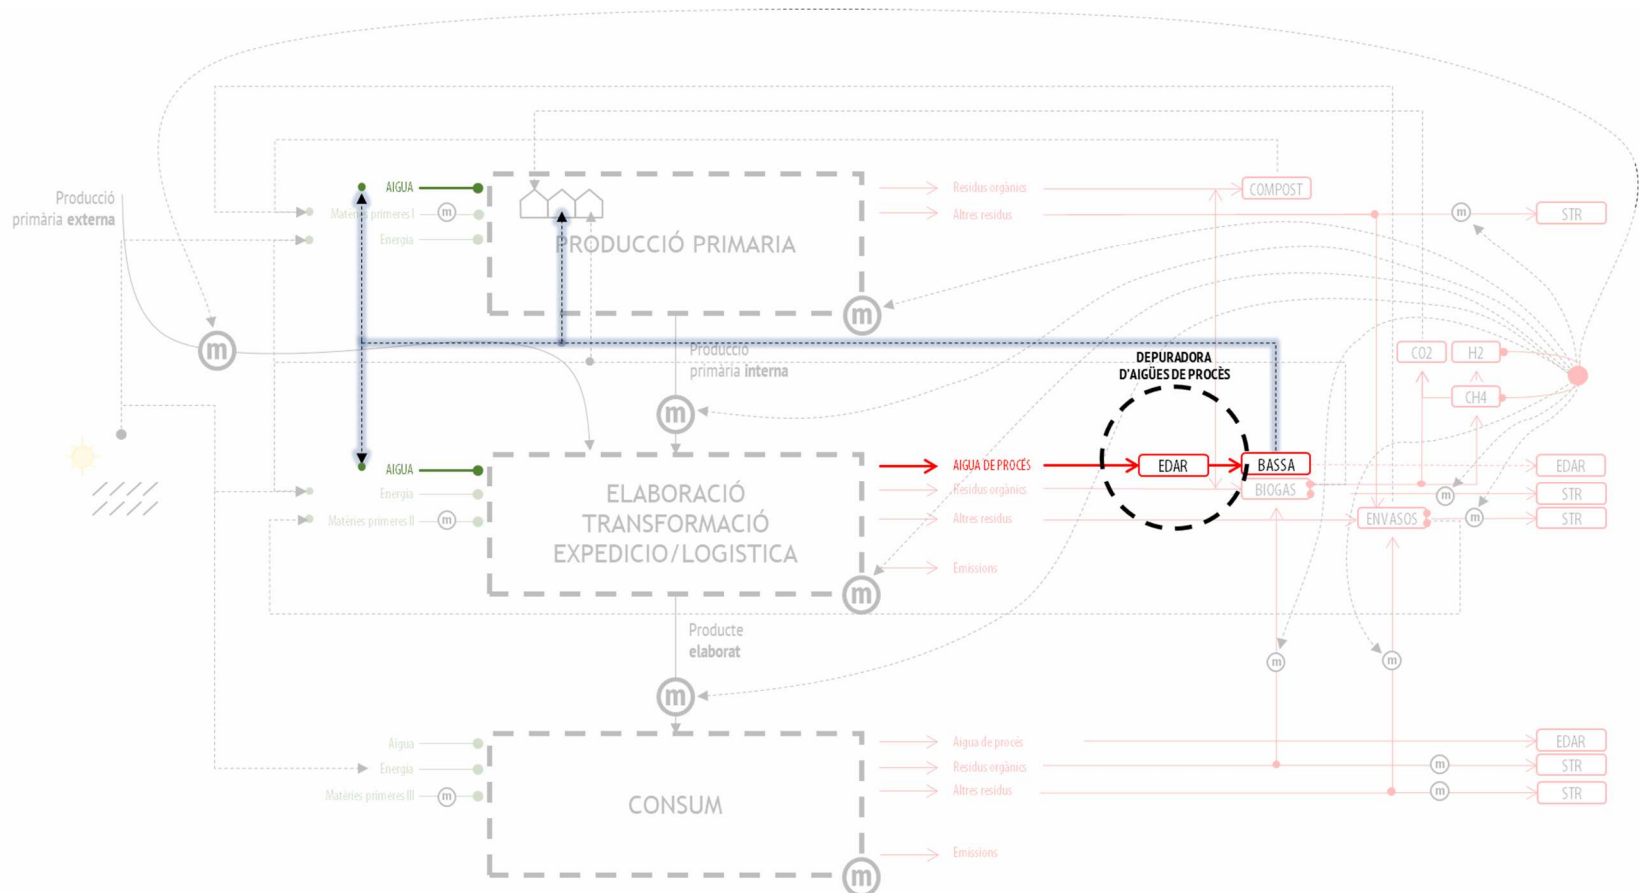 Producció
primària externa
AIGUA
Matèries primeres I
m
Energia
PRODUCCIÓ PRIMARIA
m
Residus orgànics
Altres residus
COMPOST
m
STR
m
Producció
primària interna
m
DEPURADORA
D'AIGÜES DE PROCÈS
CO2
H2
CH4
AIGUA
Energia
Matèries primeres II
m
ELABORACIÓ
TRANSFORMACIÓ
EXPEDICIO/LOGISTICA
m
AIGUA DE PROCÉS
Residus orgànics
Altres residus
Emissions
EDAR
BASSA
BIOGAS
ENVASOS
EDAR
m
STR
m
STR
Producte
elaborat
m
m
m
Aigua
Energia
Matèries primeres III
m
CONSUM
m
Aigua de procés
Residus orgànics
Altres residus
Emissions
EDAR
m
STR
m
STR